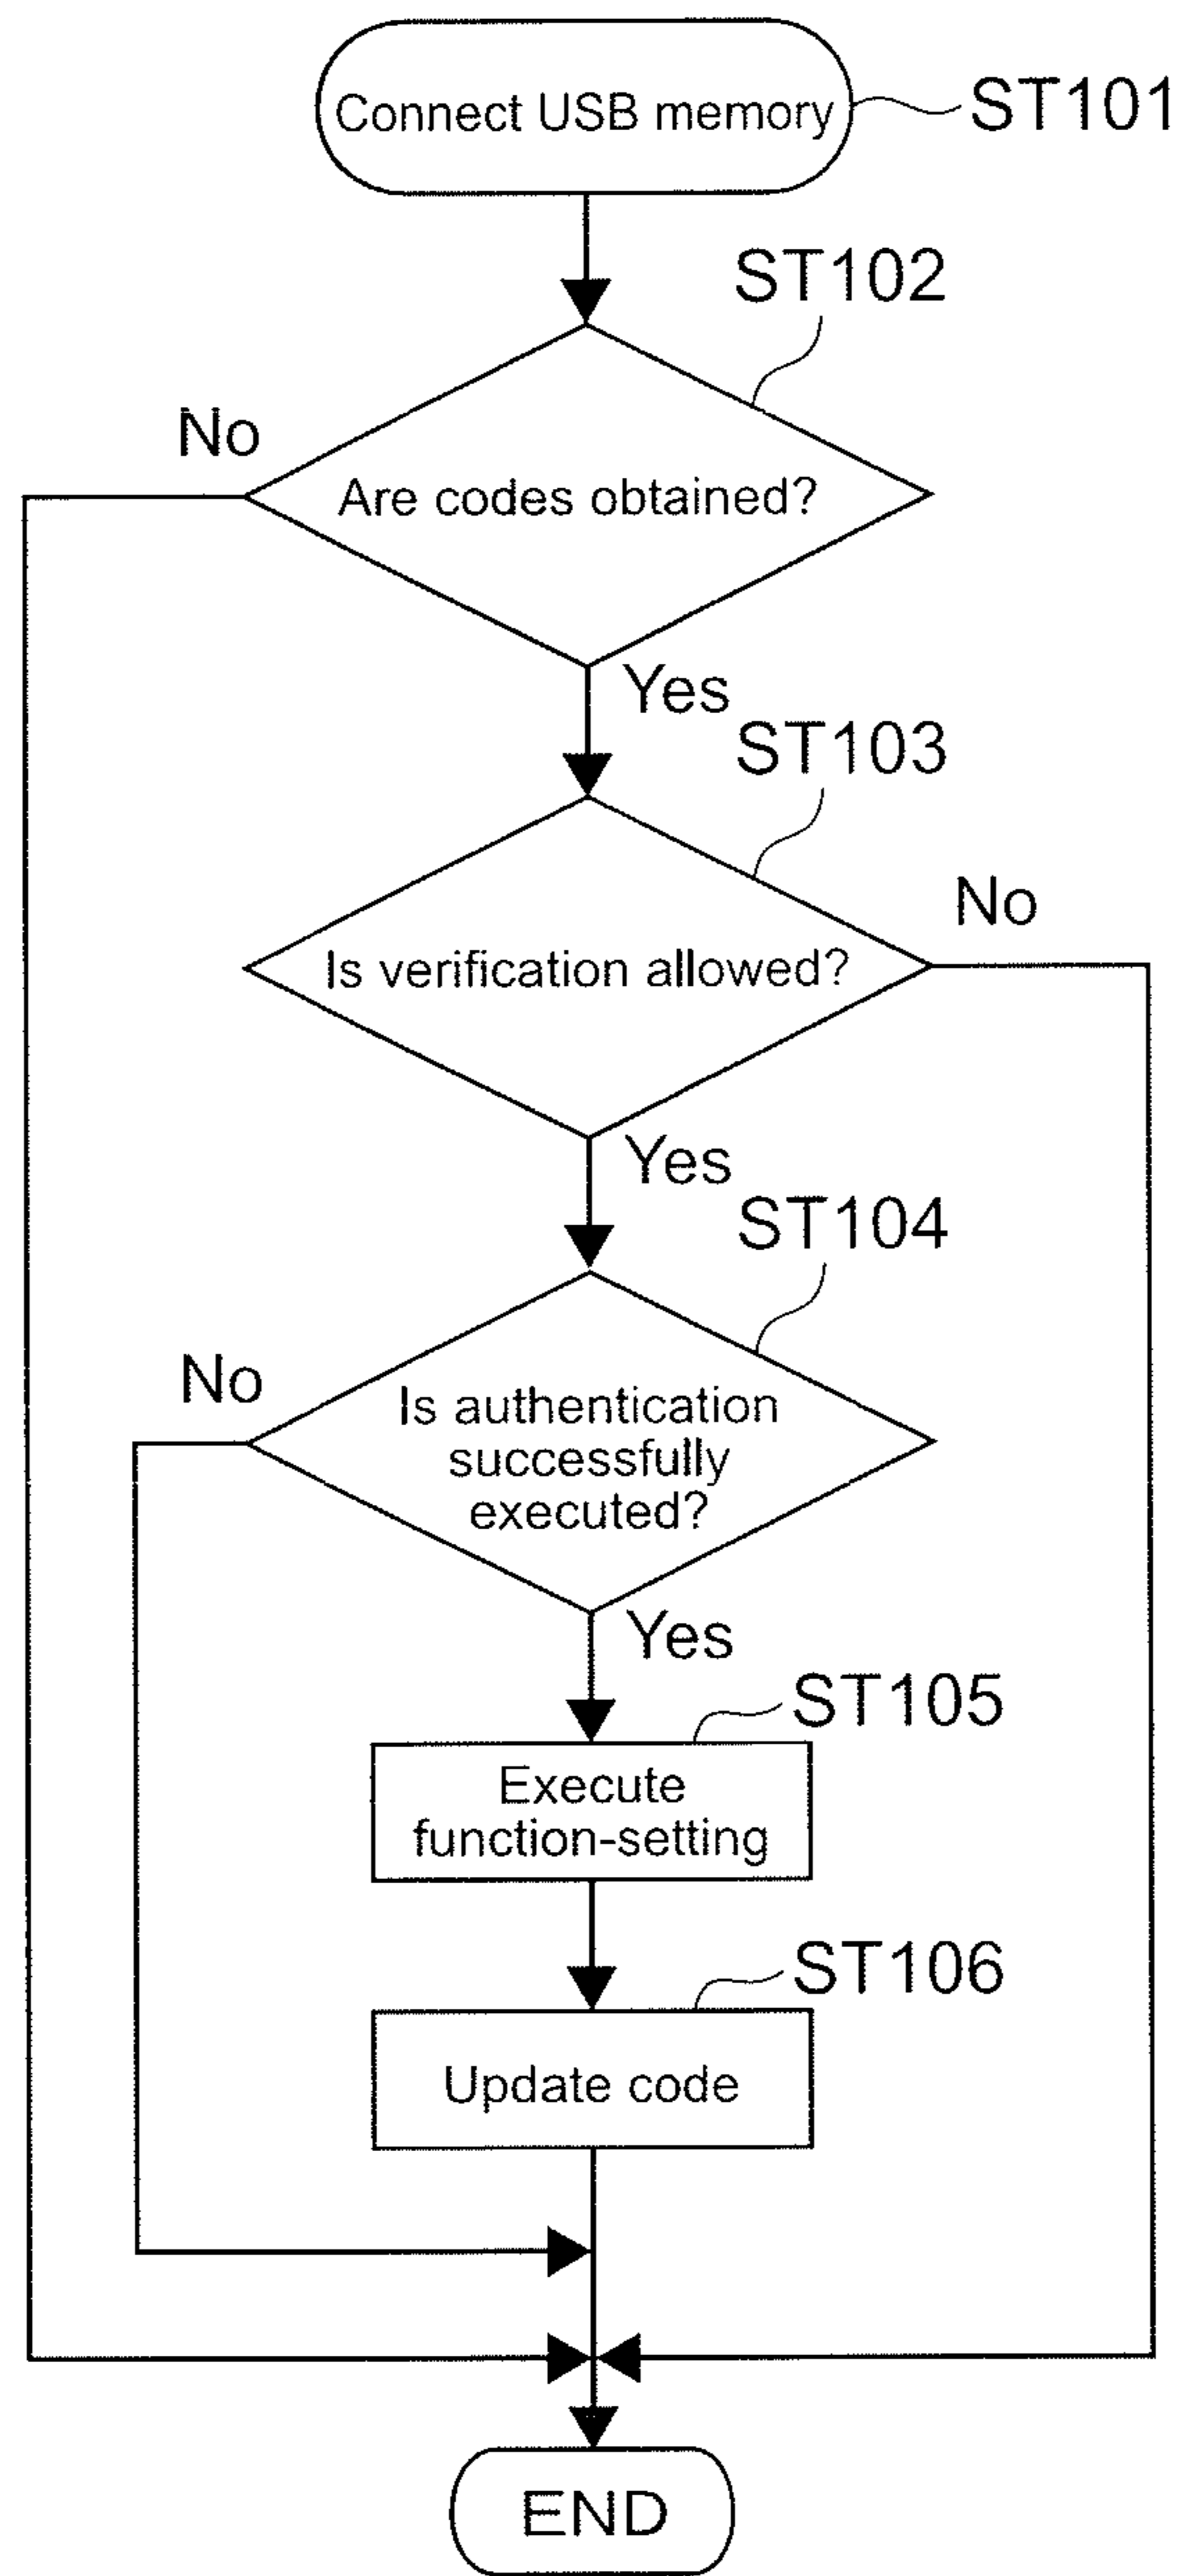 Connect USB memory
ST101
ST102
No
Are codes obtained?
Yes
ST103
No
Is verification allowed?
Yes
ST104
No
Is authentication
successfully
executed?
Yes
ST105
Execute
function-setting
ST106
Update code
END